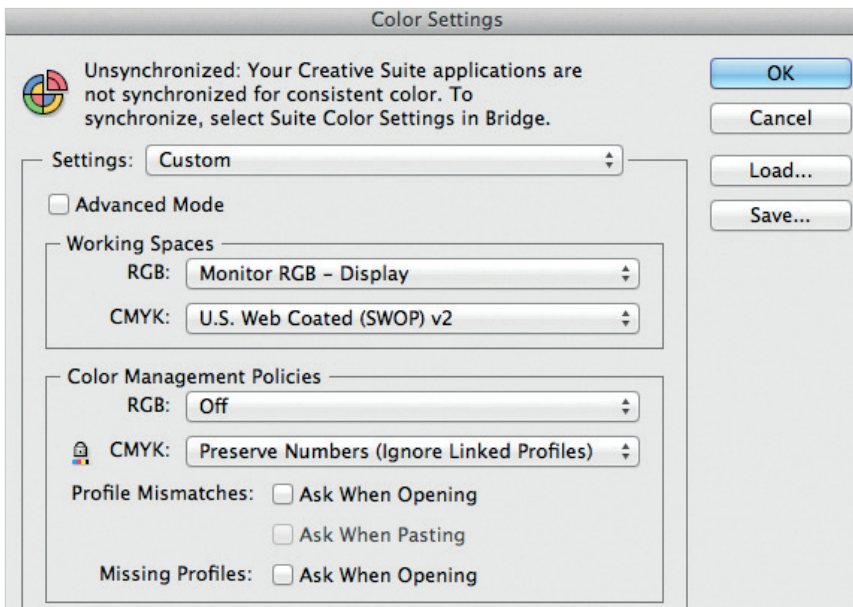 Color Settings
Unsynchronized: Your Creative Suite applications are
not synchronized for consistent color. To
synchronize, select Suite Color Settings in Bridge.
OK
Cancel
Load...
Save...
Settings: Custom
Advanced Mode
Working Spaces
RGB: Monitor RGB – Display
CMYK: U.S. Web Coated (SWOP) v2
Color Management Policies
RGB: Off
CMYK: Preserve Numbers (Ignore Linked Profiles)
Profile Mismatches: Ask When Opening
Ask When Pasting
Missing Profiles: Ask When Opening